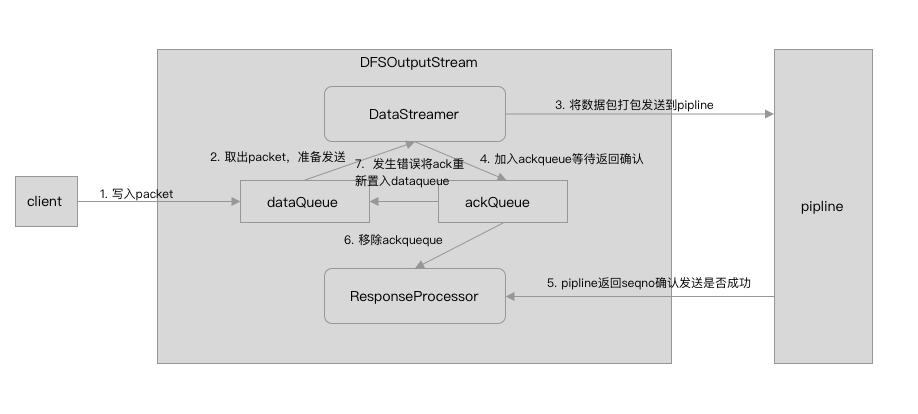 DFSOutputStream
DataStreamer
3. 将数据包打包发送到pipline
2. 取出packet，准备发送
7. 发生错误将ack重
新置入dataqueue
4. 加入ackqueue等待返回确认
client
1. 写入packet
dataQueue
ackQueue
pipline
6. 移除ackqueque
ResponseProcessor
5. pipline返回seqno确认发送是否成功